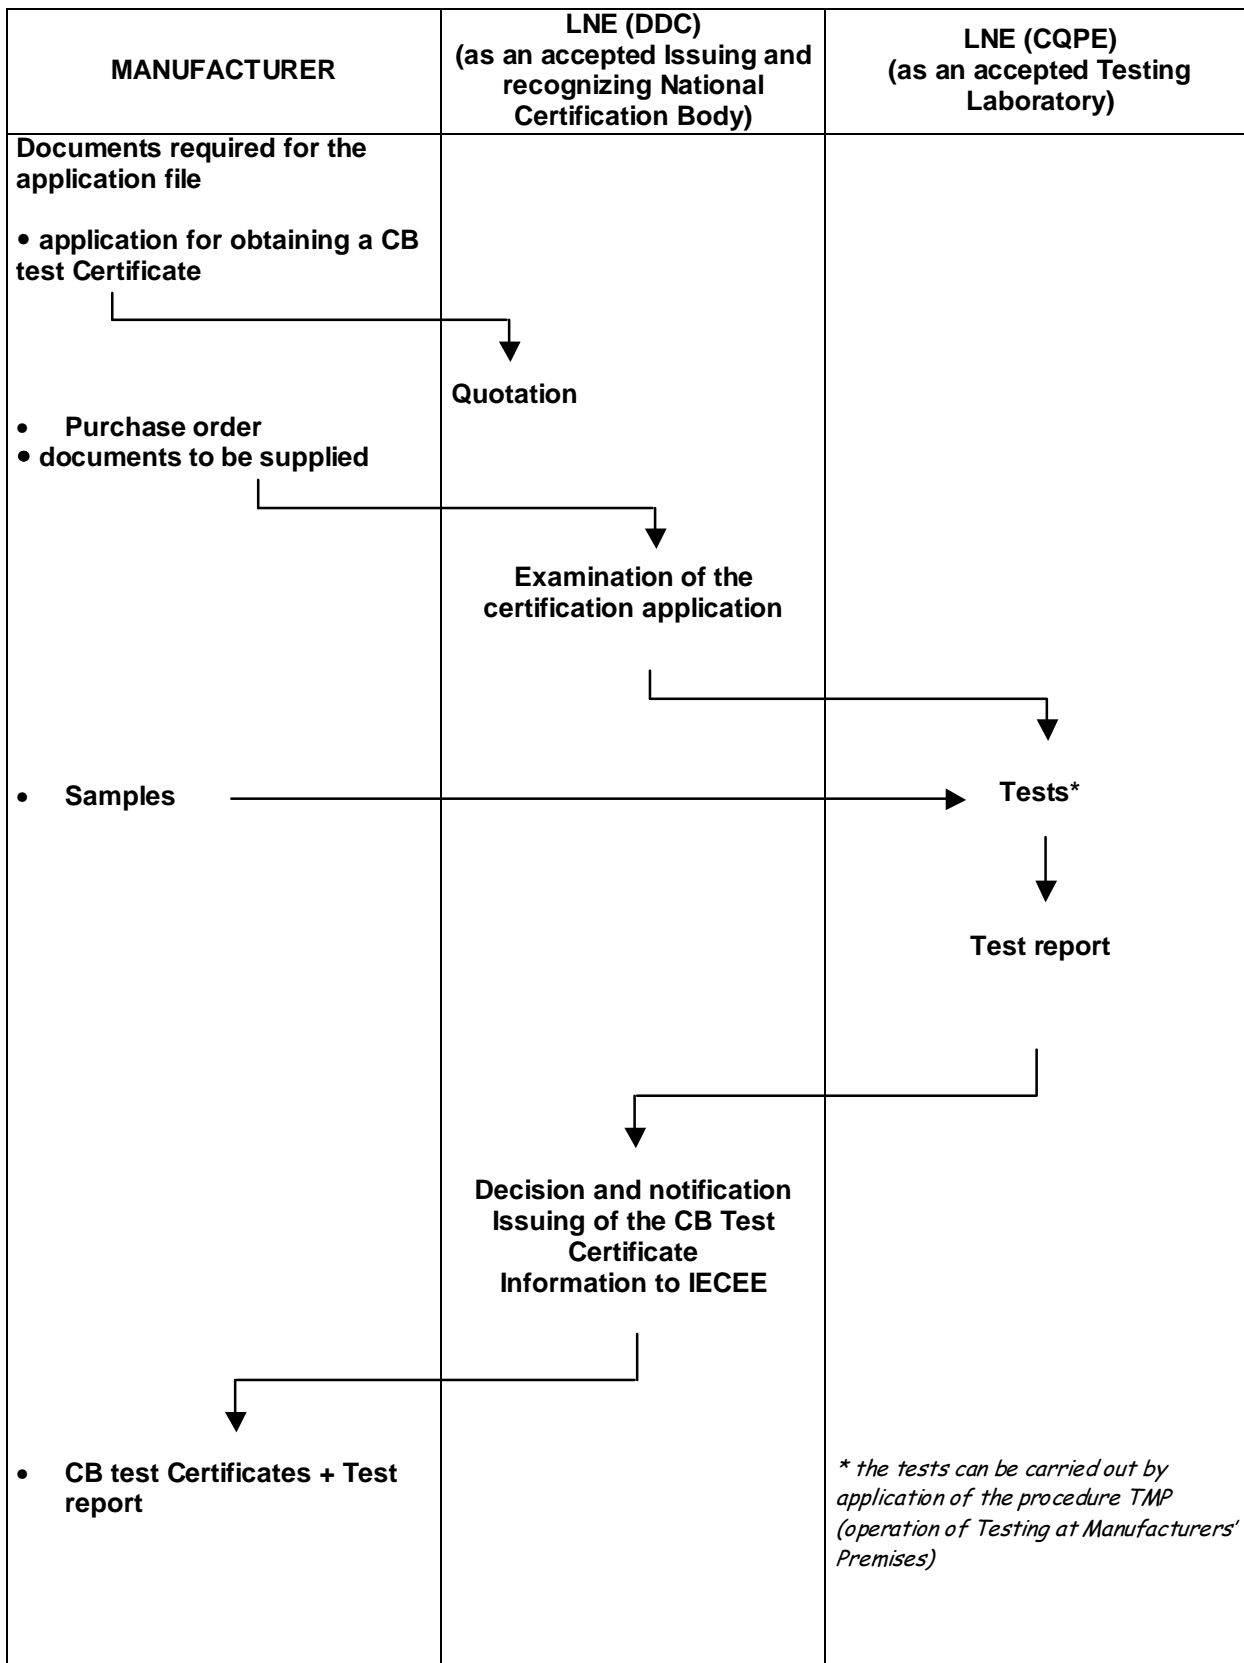 MANUFACTURER
LNE (DDC)
(as an accepted Issuing and
recognizing National
Certification Body)
LNE (CQPE)
(as an accepted Testing
Laboratory)
Documents required for the
application file
• application for obtaining a CB
test Certificate
Quotation
• Purchase order
• documents to be supplied
Examination of the
certification application
• Samples
Tests*
Test report
Decision and notification
Issuing of the CB Test
Certificate
Information to IECEE
• CB test Certificates + Test
report
* the tests can be carried out by
application of the procedure TMP
(operation of Testing at Manufacturers'
Premises)